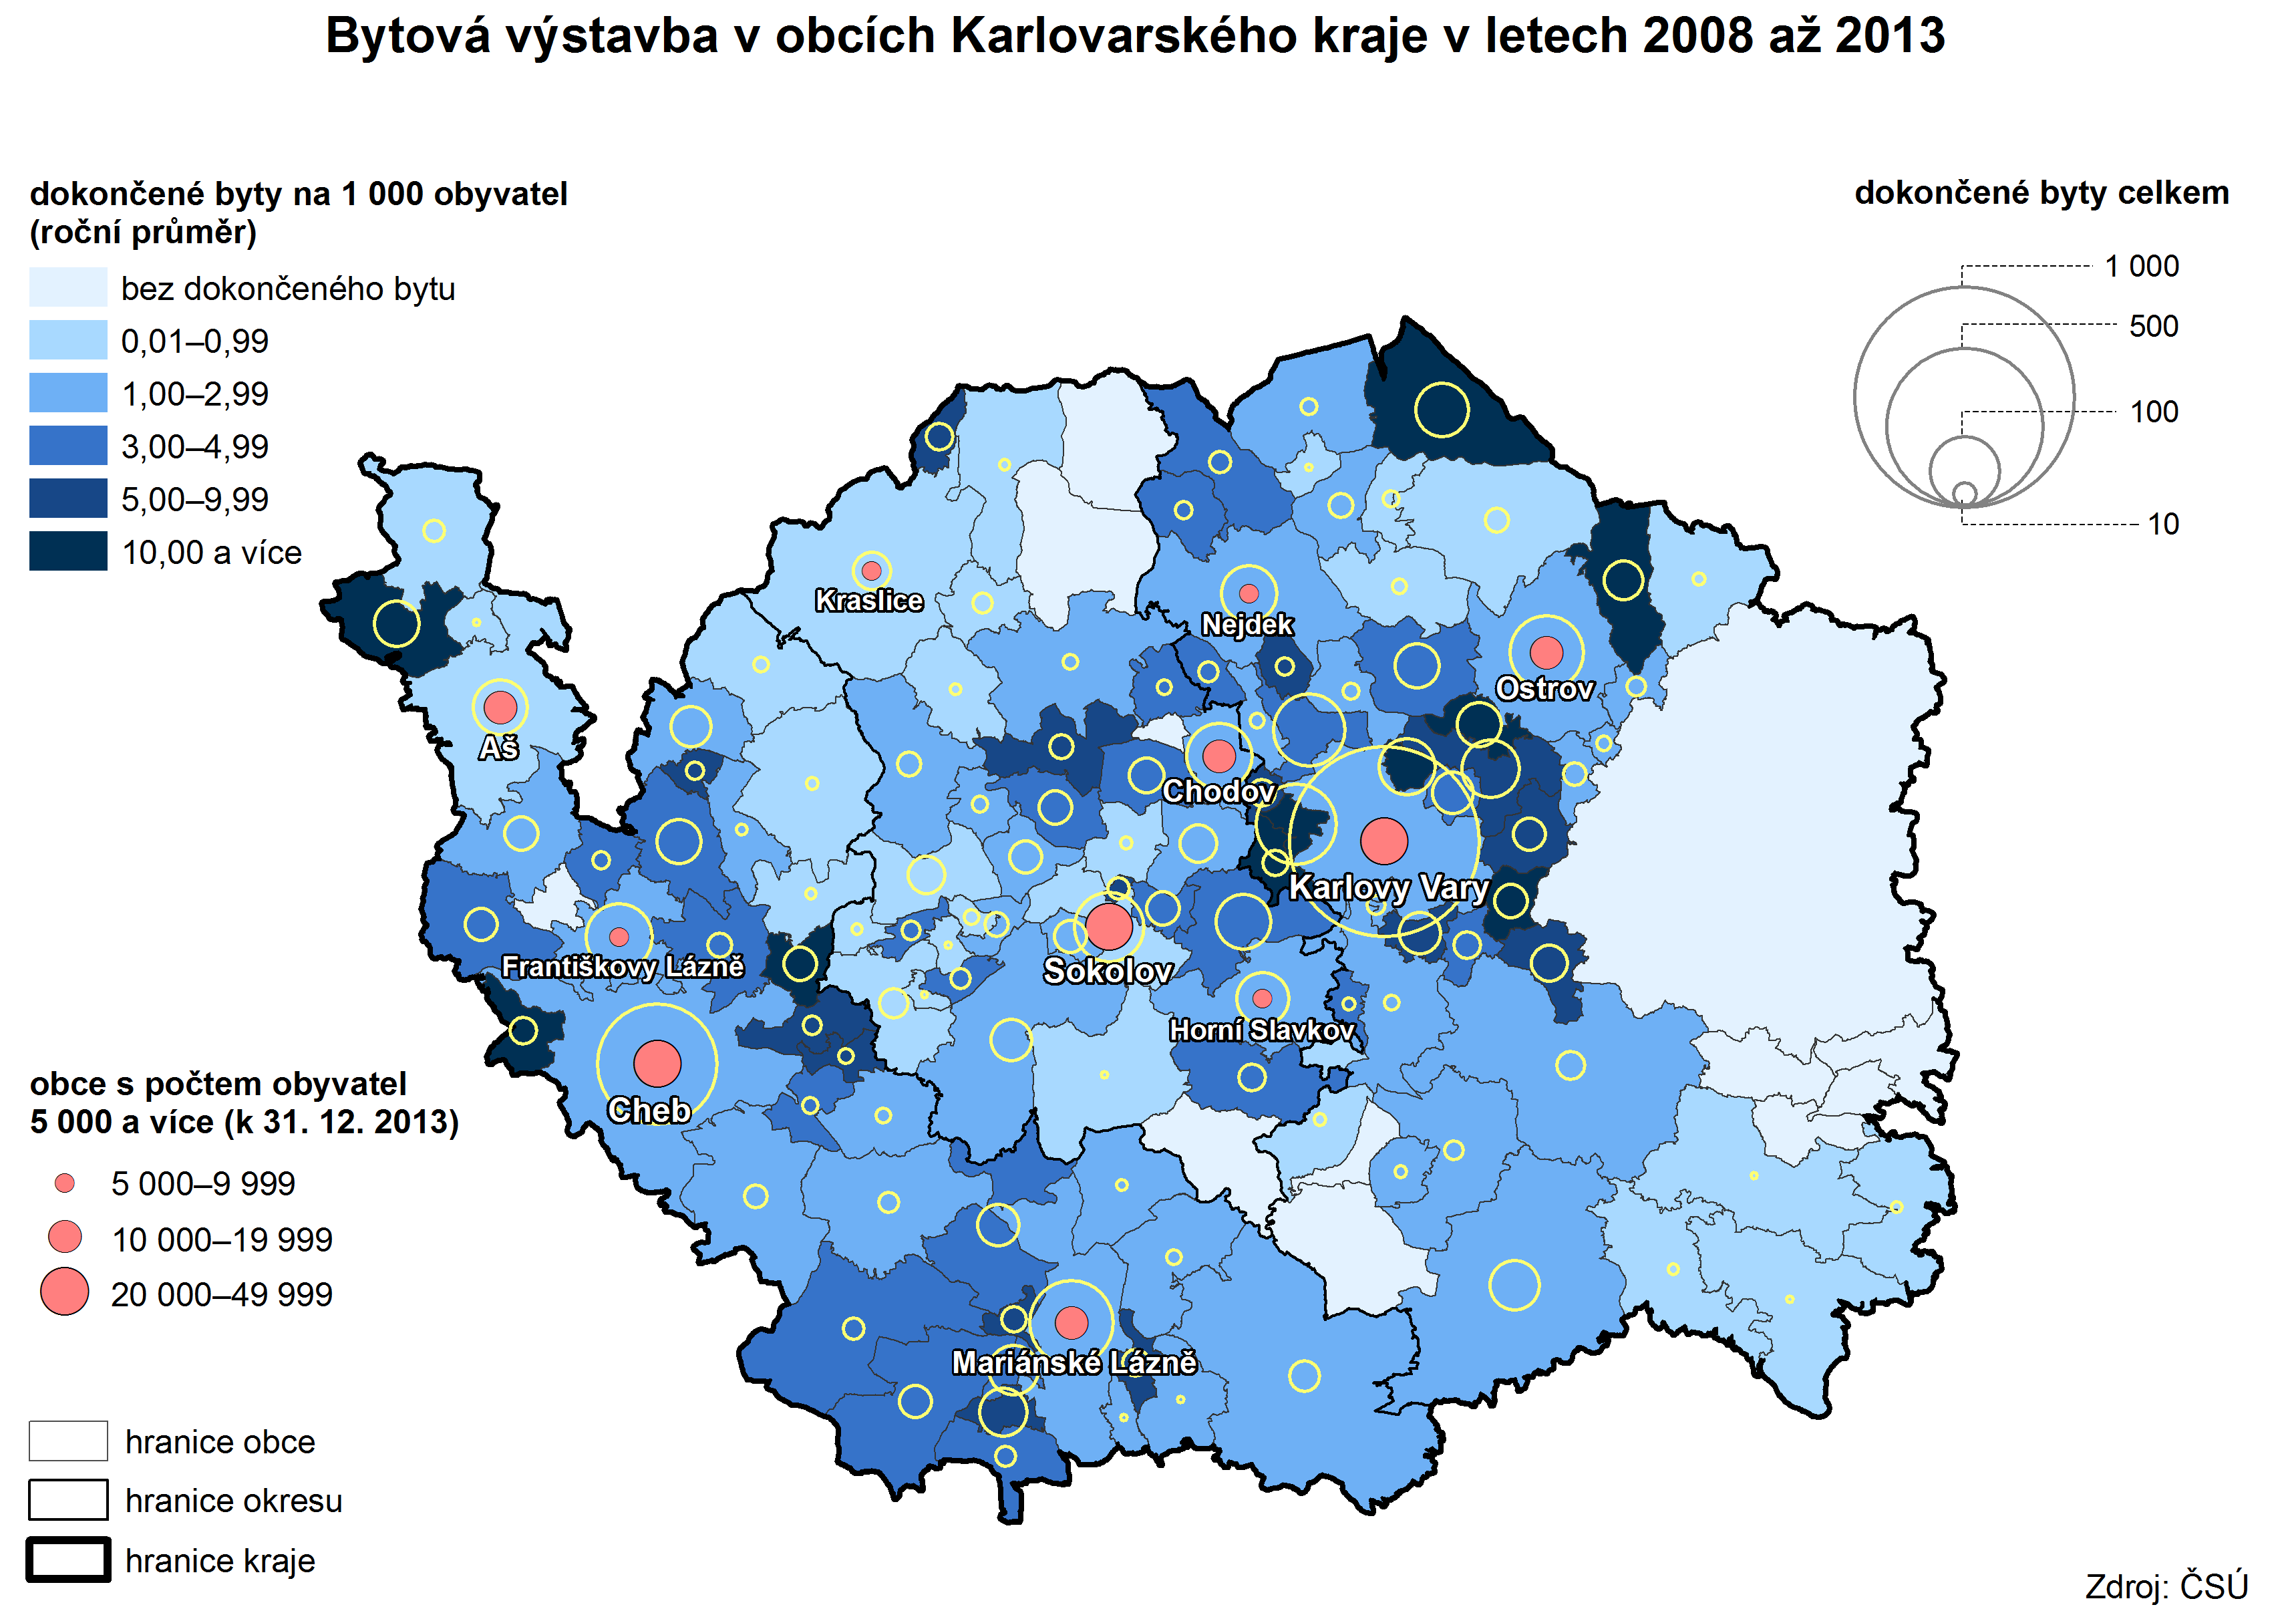 Bytová výstavba v obcích Karlovarského kraje v letech 2008 až 2013
dokončené byty na 1 000 obyvatel
(roční průměr)
bez dokončeného bytu
0,01–0,99
1,00–2,99
3,00–4,99
5,00–9,99
10,00 a více
dokončené byty celkem
1 000
500
100
10
Kraslice
Nejdek
Ostrov
Aš
Chodov
Karlovy Vary
Františkovy Lázně
Sokolov
Horní Slavkov
Cheb
Mariánské Lázně
obce s počtem obyvatel
5 000 a více (k 31. 12. 2013)
5 000–9 999
10 000–19 999
20 000–49 999
hranice obce
hranice okresu
hranice kraje
Zdroj: ČSÚ